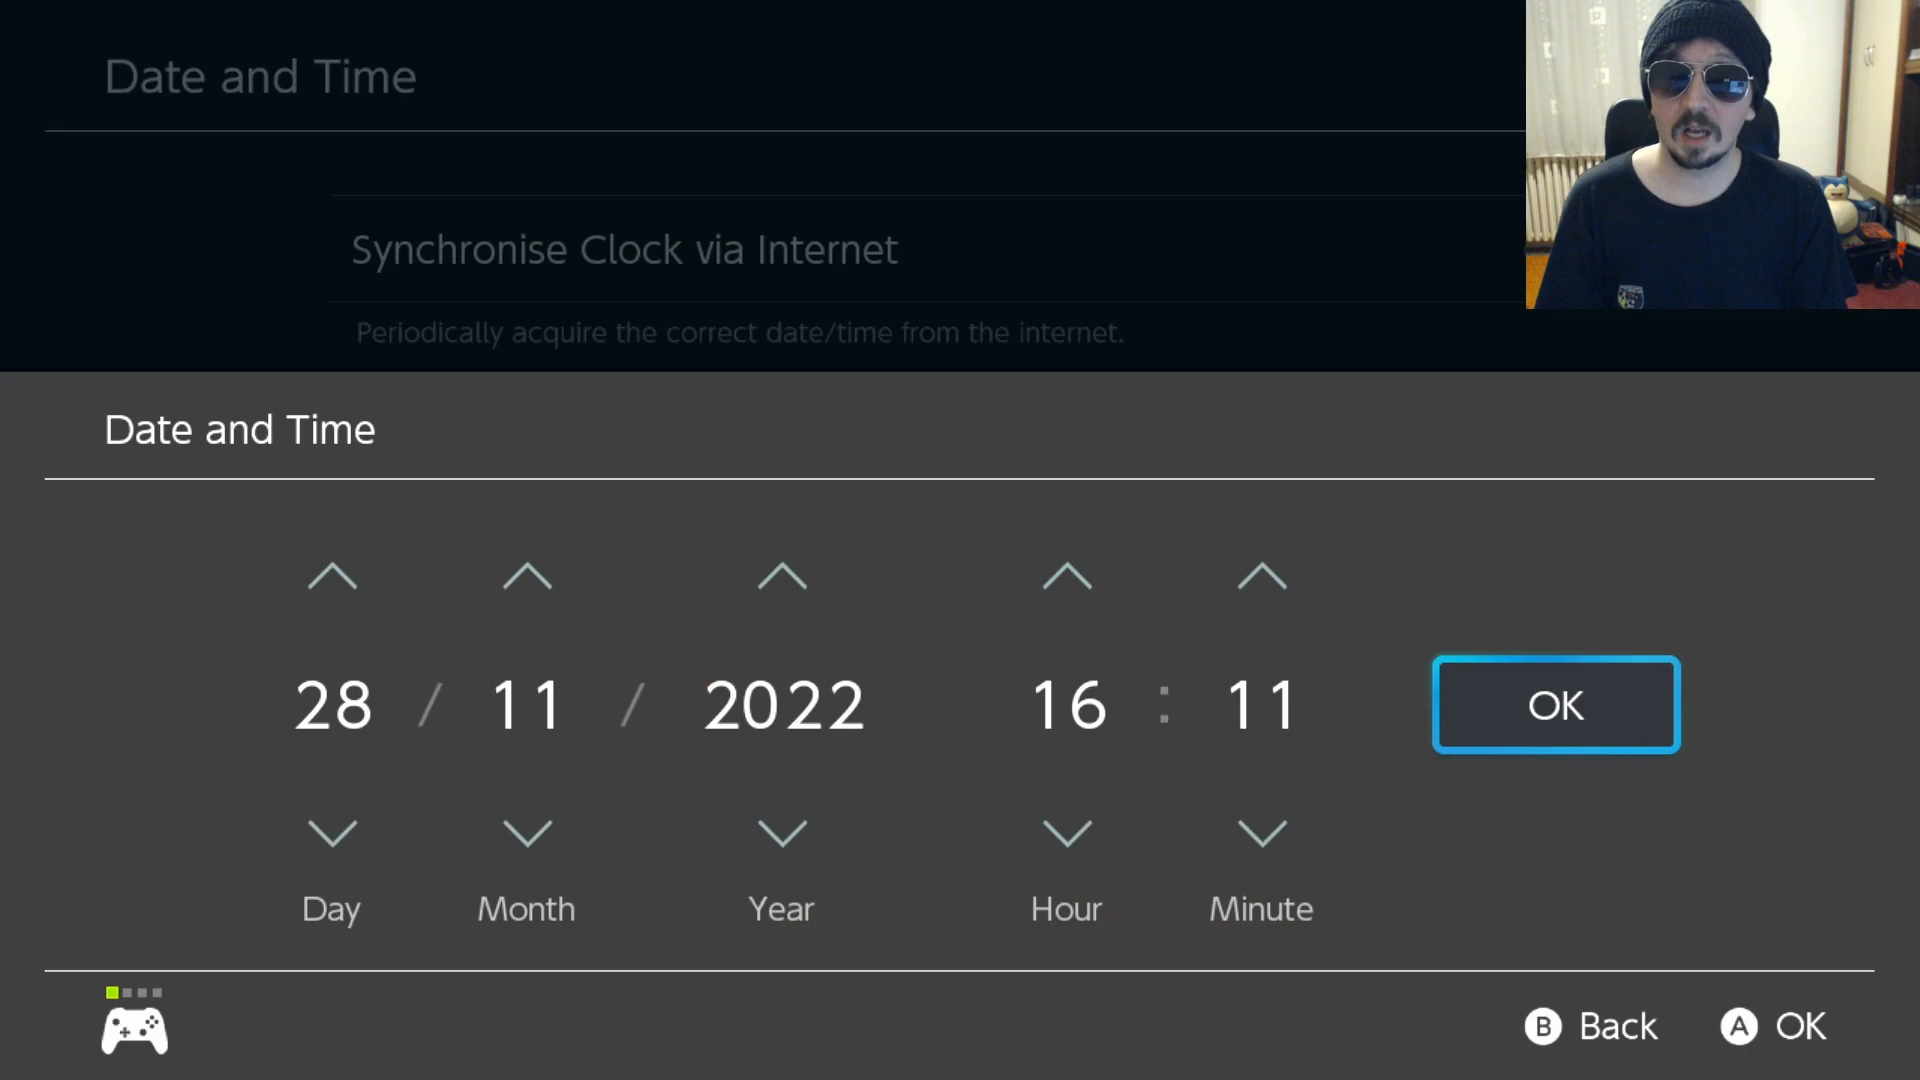 Date and Time
Synchronise Clock via Internet
Periodically acquire the correct date/time from the internet.
Date and Time
28 / 11 / 2022 16 : 11 OK
Day Month Year Hour Minute
B Back A OK